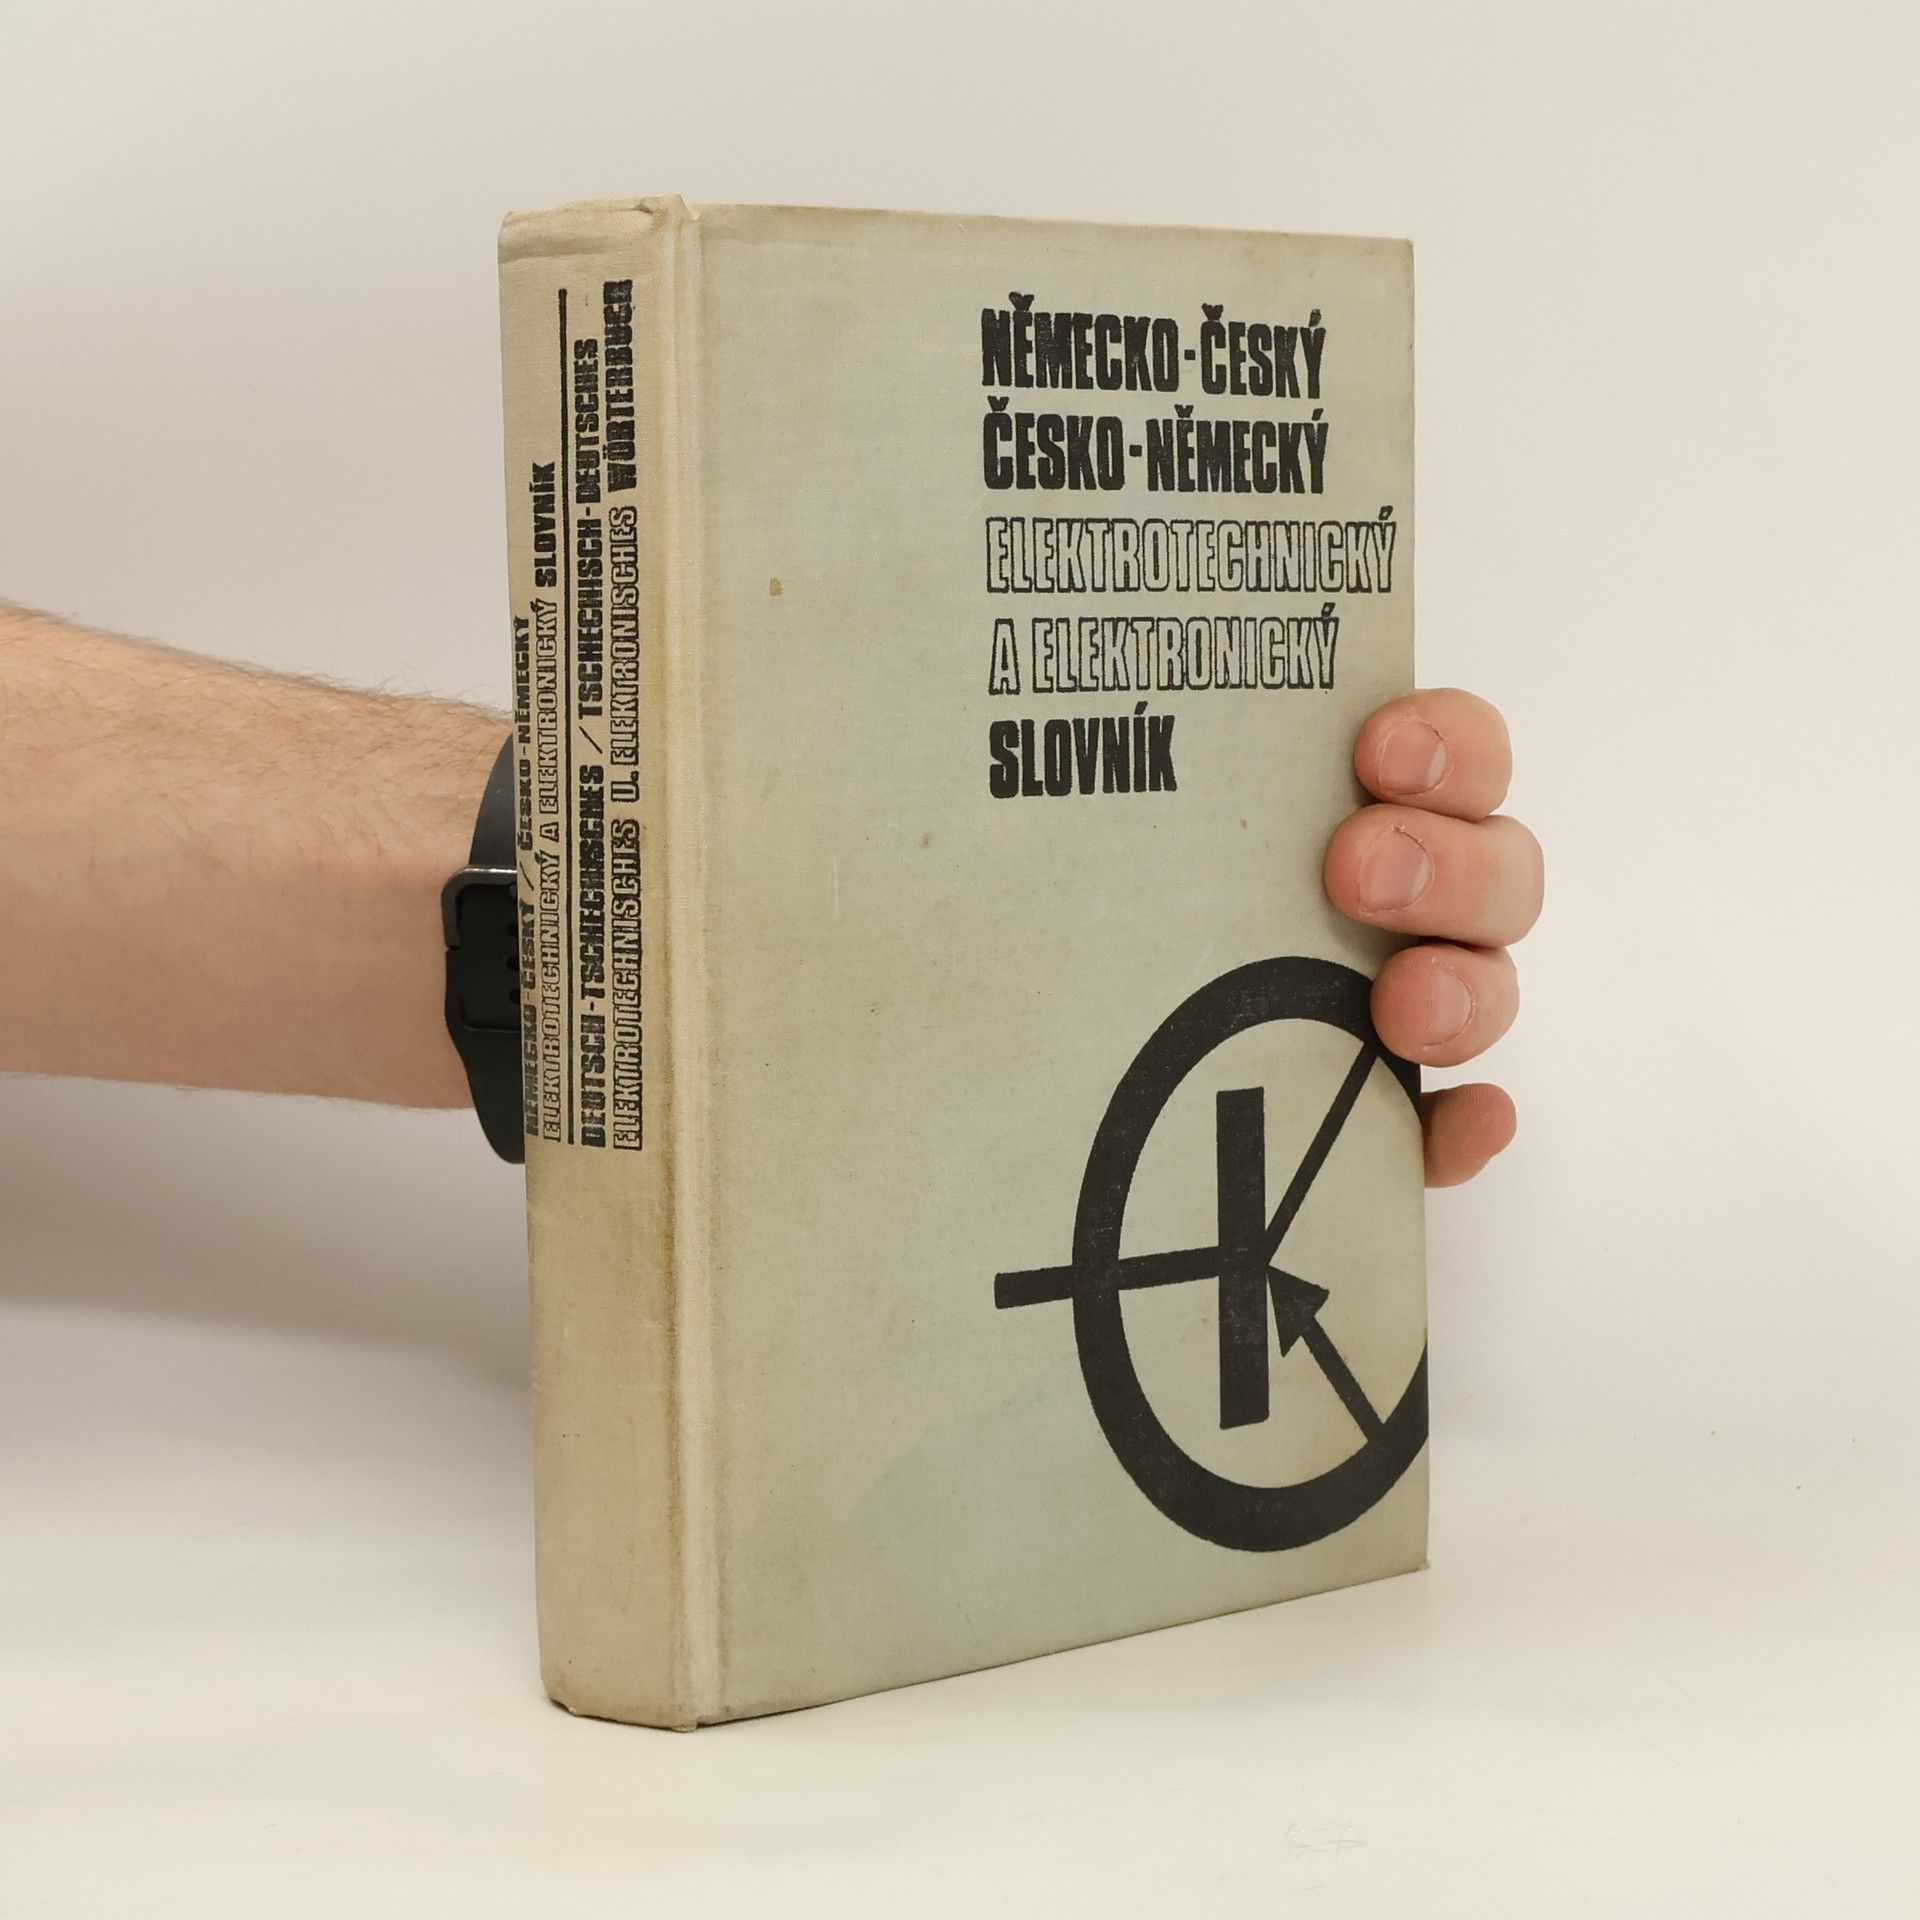 NĚMECKO-ČESKÝ
ČESKO-NĚMECKÝ
ELEKTROTECHNICKÝ
A ELEKTRONICKÝ
SLOVNÍK
NĚMECKO-ČESKÝ / ČESKO-NĚMECKÝ
ELEKTROTECHNICKÝ A ELEKTRONICKÝ SLOVNÍK
DEUTSCH-TSCHECHISCHES / TSCHECHISCH-DEUTSCHES
ELEKTROTECHNISCHES U. ELEKTRONISCHES WÖRTERBUCH